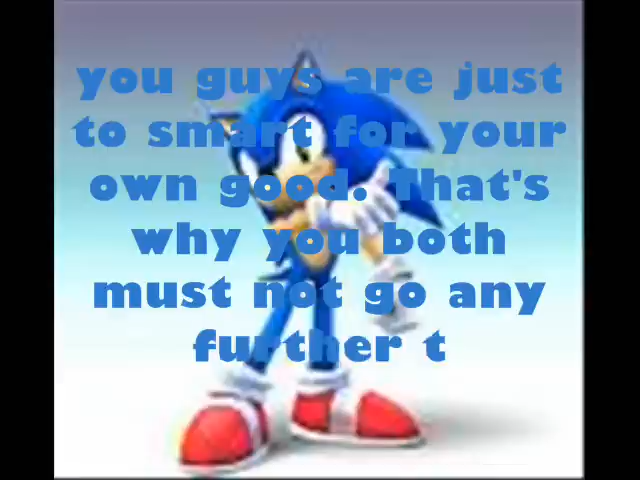 you guys are just
to smart for your
own good. That's
why you both
must not go any
further t